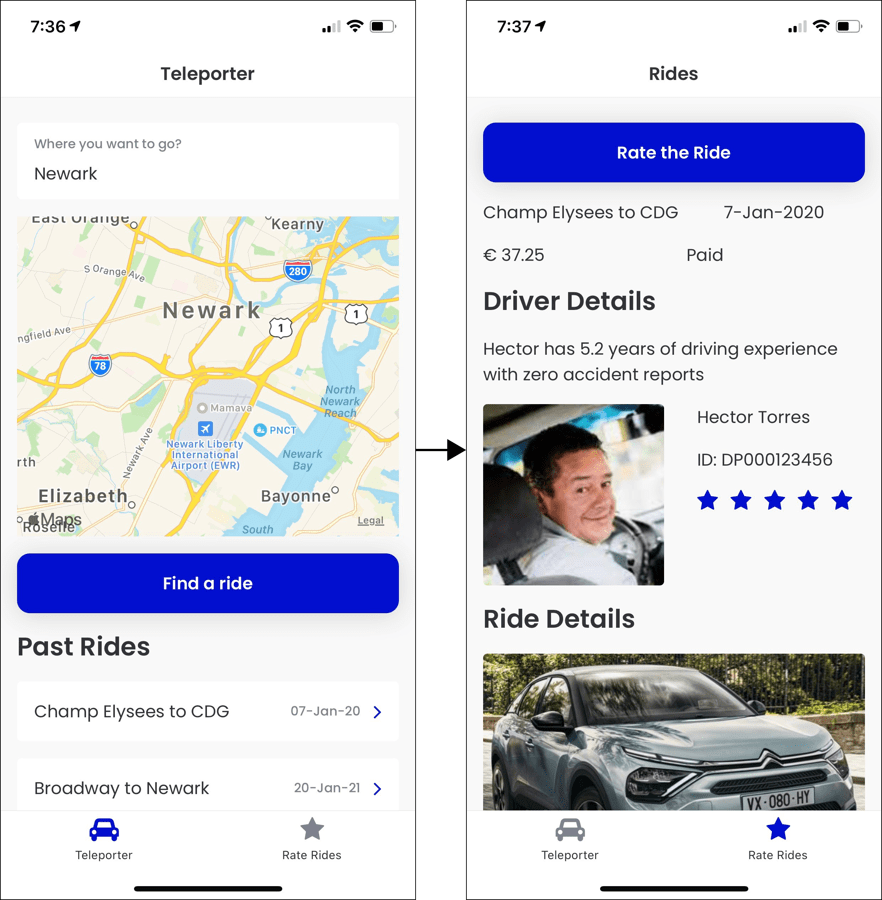 7:36
Teleporter
Where you want to go?
Newark
East Orange
Kearny
S Orange Ave
280
Newark
1
1
ngfield Ave
78
North
Newark
Reach
Mamava
PNCT
Newark Liberty
International
Airport (EWR)
Newark Ave
Newark
Bay
rth
Elizabeth
Bayonne
Maps
Legal
Roselle
South
Find a ride
Past Rides
Champ Elysees to CDG 07-Jan-20
Broadway to Newark 20-Jan-21
Teleporter Rate Rides
7:37
Rides
Rate the Ride
Champ Elysees to CDG 7-Jan-2020
€ 37.25 Paid
Driver Details
Hector has 5.2 years of driving experience
with zero accident reports
Hector Torres
ID: DP000123456
Ride Details
VX-080-HY
Teleporter Rate Rides